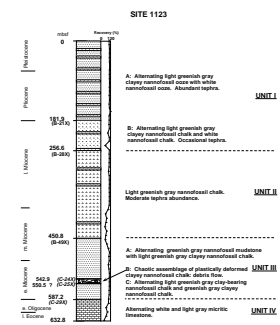 SITE 1123
mbsf
Recovery (%)
0
0 100
Pleistocene
Pliocene
l. Miocene
m. Miocene
e. Miocene
e. Oligocene
l. Eocene
181.9
(B-21X)
256.6
(B-28X)
450.8
(B-49X)
542.9 (C-24X)
550.5 ? (C-25X)
587.2
(C-29X)
632.8
A: Alternating light greenish gray
clayey nannofossil ooze with white
nannofossil ooze. Abundant tephra.
UNIT I
B: Alternating light greenish gray
clayey nannofossil chalk and white
nannofossil chalk. Occasional tephra.
Light greenish gray nannofossil chalk.
Moderate tephra abundance.
UNIT II
A: Alternating greenish gray nannofossil mudstone
with light greenish gray clayey nannofossil chalk.
B: Chaotic assemblage of plastically deformed
clayey nannofossil chalk: debris flow.
UNIT III
C: Alternating light greenish gray clay-bearing
nannofossil chalk and greenish gray clayey
nannofossil chalk.
Alternating white and light gray micritic
limestone.
UNIT IV